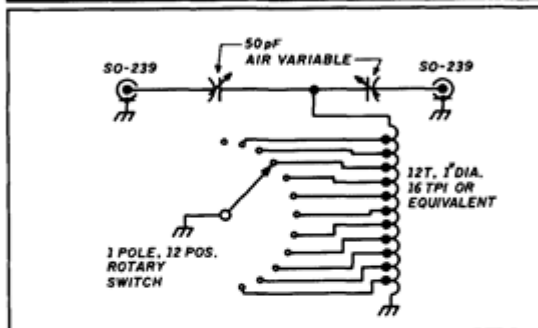 50pF
AIR VARIABLE
SO-239
SO-239
12T, 1" DIA.
16 TPI OR
EQUIVALENT
1 POLE, 12 POS.
ROTARY
SWITCH